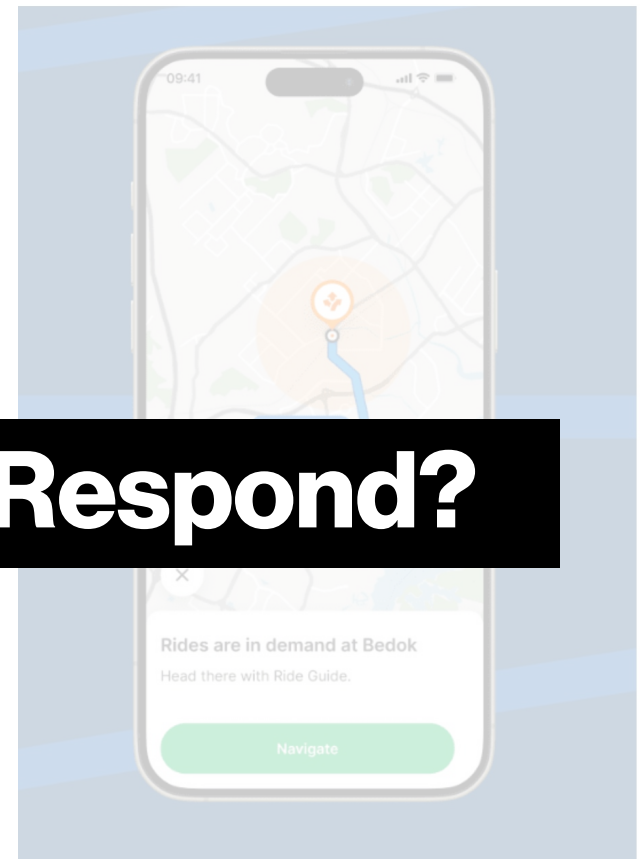 09:41
Respond?
Rides are in demand at Bedok
Head there with Ride Guide.
Navigate